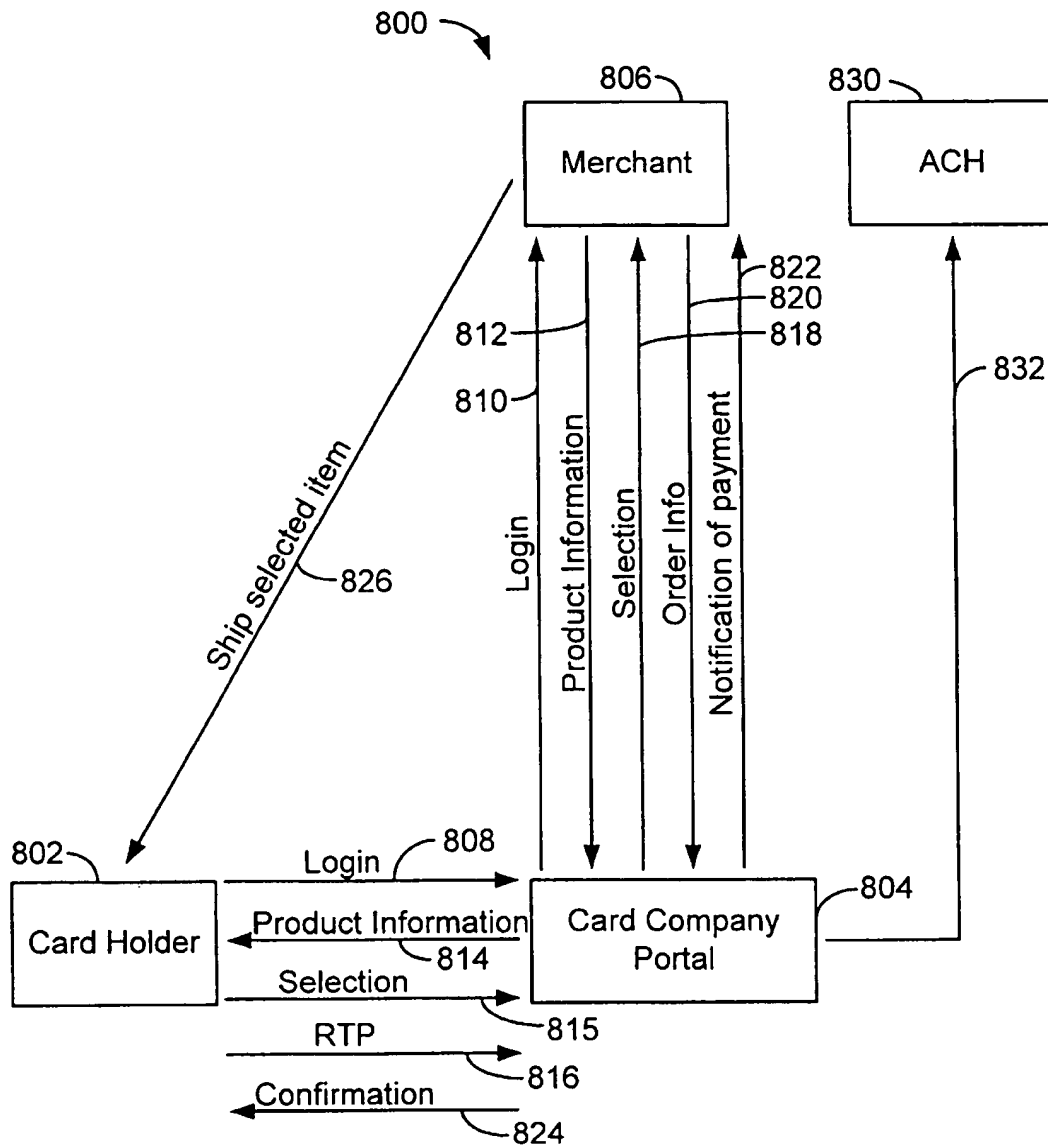 800
806
830
Merchant
ACH
822
820
812
818
810
832
Login
Product Information
Selection
Order Info
Notification of payment
Ship selected item
826
802
Login
808
804
Card Holder
Product Information
814
Card Company
Portal
Selection
815
RTP
816
Confirmation
824